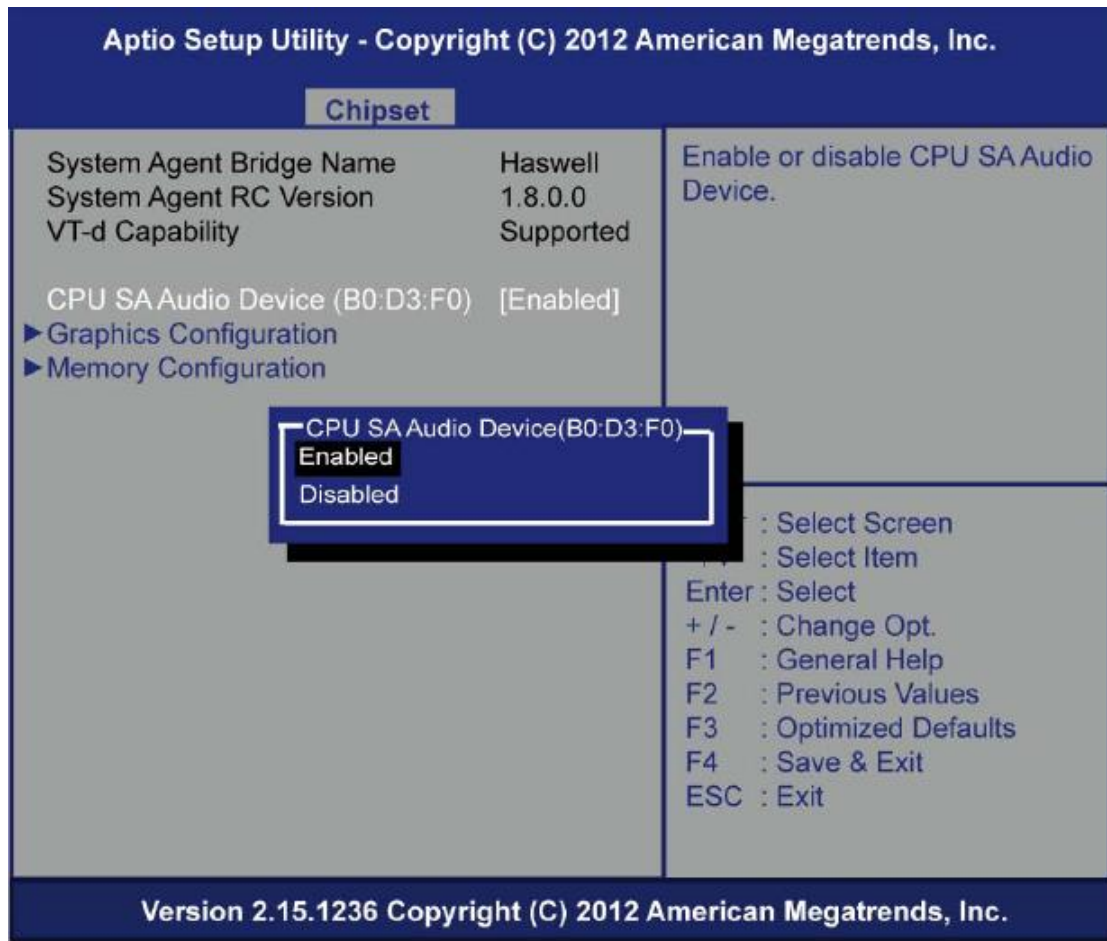 Aptio Setup Utility - Copyright (C) 2012 American Megatrends, Inc.
Chipset
System Agent Bridge Name Haswell
System Agent RC Version 1.8.0.0
VT-d Capability Supported
CPU SA Audio Device (B0:D3:F0) [Enabled]
▶Graphics Configuration
▶Memory Configuration
Enable or disable CPU SA Audio
Device.
CPU SA Audio Device(B0:D3:F0)
Enabled
Disabled
: Select Screen
: Select Item
Enter : Select
+ / - : Change Opt.
F1 : General Help
F2 : Previous Values
F3 : Optimized Defaults
F4 : Save & Exit
ESC : Exit
Version 2.15.1236 Copyright (C) 2012 American Megatrends, Inc.